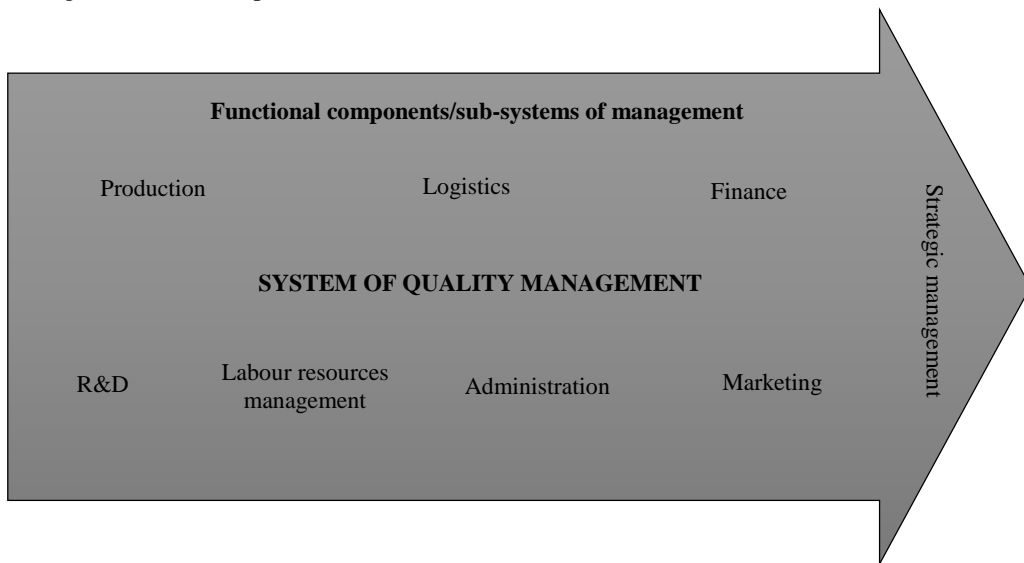 Functional components/sub-systems of management
Production
Logistics
Finance
SYSTEM OF QUALITY MANAGEMENT
R&D
Labour resources
management
Administration
Marketing
Strategic management